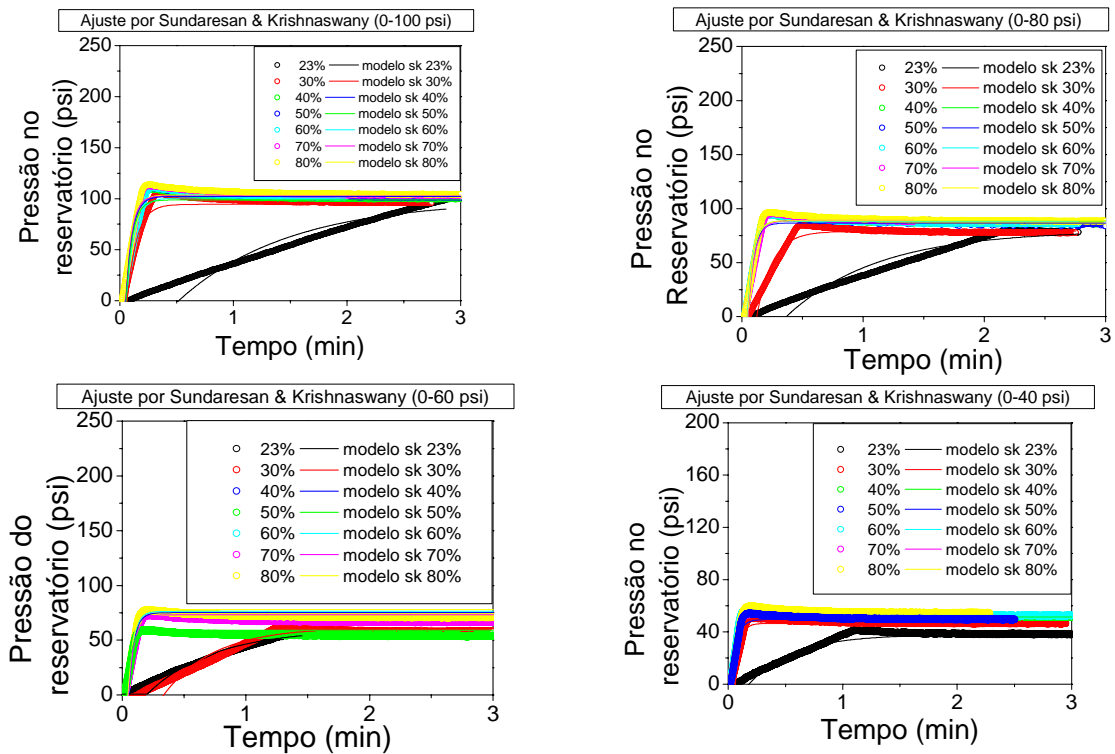 Ajuste por Sundaresan & Krishnaswany (0-100 psi)
250
200
150
100
50
0
Pressão no
reservatório (psi)
23% modelo sk 23%
30% modelo sk 30%
40% modelo sk 40%
50% modelo sk 50%
60% modelo sk 60%
70% modelo sk 70%
80% modelo sk 80%
0 1 2 3
Tempo (min)
Ajuste por Sundaresan & Krishnaswany (0-80 psi)
250
200
150
100
50
0
Pressão no
Reservatório (psi)
23% modelo sk 23%
30% modelo sk 30%
40% modelo sk 40%
50% modelo sk 50%
60% modelo sk 60%
70% modelo sk 70%
80% modelo sk 80%
0 1 2 3
Tempo (min)
Ajuste por Sundaresan & Krishnaswany (0-60 psi)
250
200
150
100
50
0
Pressão do
reservatório (psi)
23% modelo sk 23%
30% modelo sk 30%
40% modelo sk 40%
50% modelo sk 50%
60% modelo sk 60%
70% modelo sk 70%
80% modelo sk 80%
0 1 2 3
Tempo (min)
Ajuste por Sundaresan & Krishnaswany (0-40 psi)
200
160
120
80
40
0
Pressão no
reservatório (psi)
23% modelo sk 23%
30% modelo sk 30%
40% modelo sk 40%
50% modelo sk 50%
60% modelo sk 60%
70% modelo sk 70%
80% modelo sk 80%
0 1 2 3
Tempo (min)